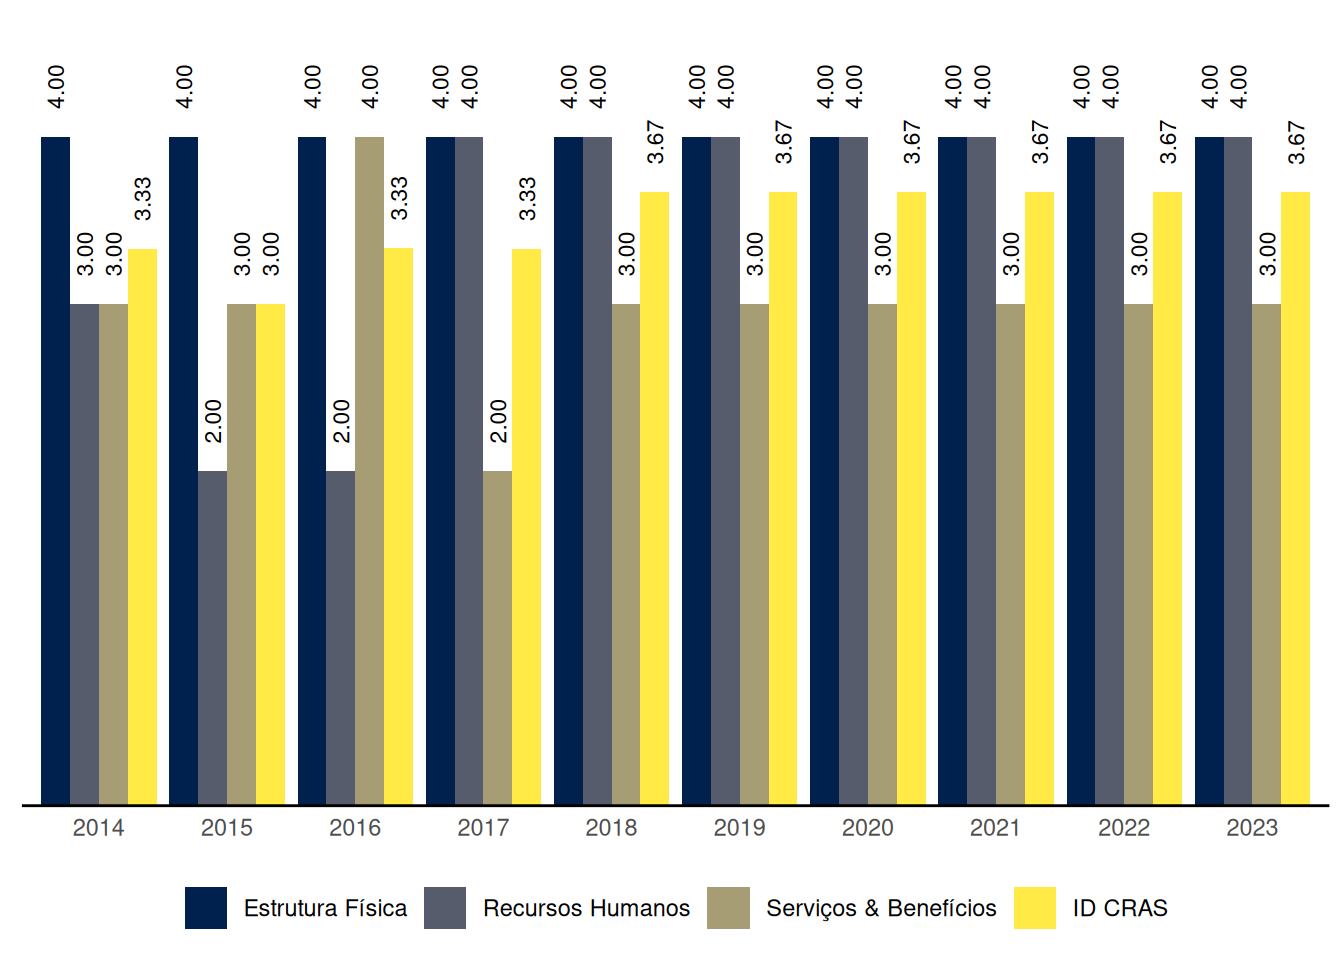 4.00 3.00 3.00 3.33 4.00 2.00 3.00 3.00 4.00 2.00 4.00 3.33 4.00 4.00 2.00 3.33 4.00 4.00 3.00 3.67 4.00 4.00 3.00 3.67 4.00 4.00 3.00 3.67 4.00 4.00 3.00 3.67 4.00 4.00 3.00 3.67 4.00 4.00 3.00 3.67
2014 2015 2016 2017 2018 2019 2020 2021 2022 2023
Estrutura Física Recursos Humanos Serviços & Benefícios ID CRAS